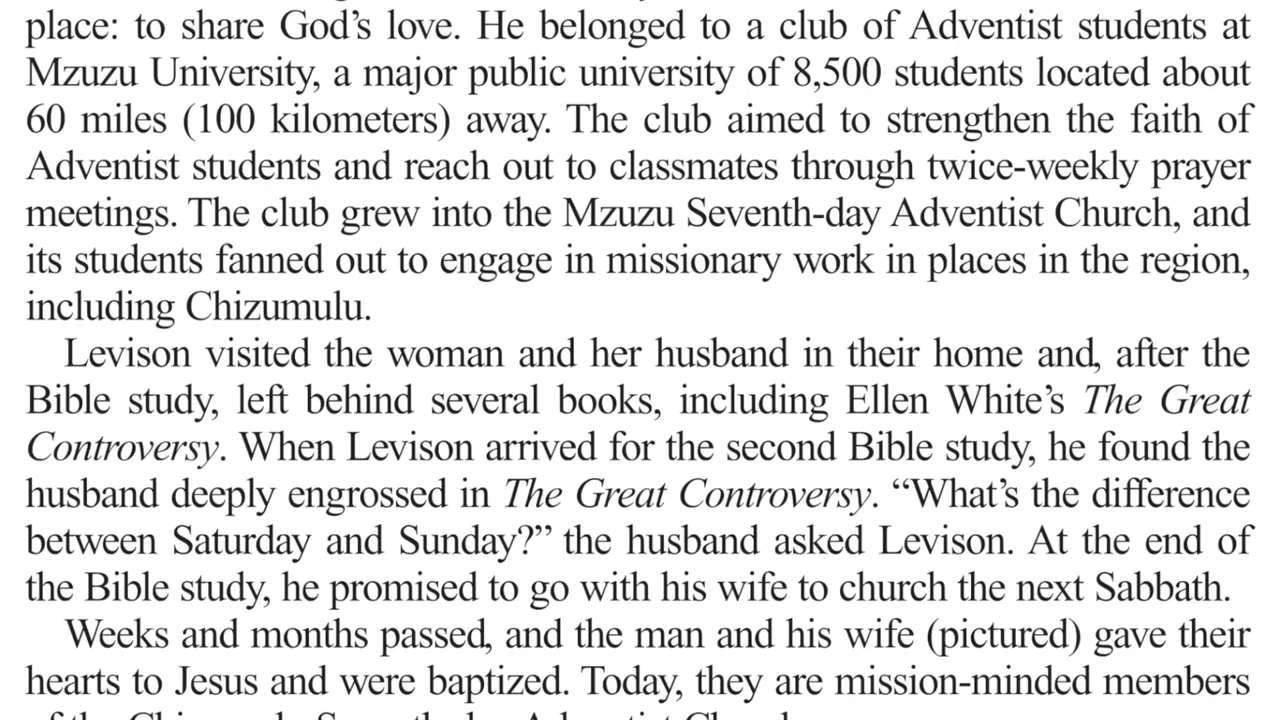 place: to share God’s love. He belonged to a club of Adventist students at
Mzuzu University, a major public university of 8,500 students located about
60 miles (100 kilometers) away. The club aimed to strengthen the faith of
Adventist students and reach out to classmates through twice-weekly prayer
meetings. The club grew into the Mzuzu Seventh-day Adventist Church, and
its students fanned out to engage in missionary work in places in the region,
including Chizumulu.
Levison visited the woman and her husband in their home and, after the
Bible study, left behind several books, including Ellen White’s The Great
Controversy. When Levison arrived for the second Bible study, he found the
husband deeply engrossed in The Great Controversy. “What’s the difference
between Saturday and Sunday?” the husband asked Levison. At the end of
the Bible study, he promised to go with his wife to church the next Sabbath.
Weeks and months passed, and the man and his wife (pictured) gave their
hearts to Jesus and were baptized. Today, they are mission-minded members